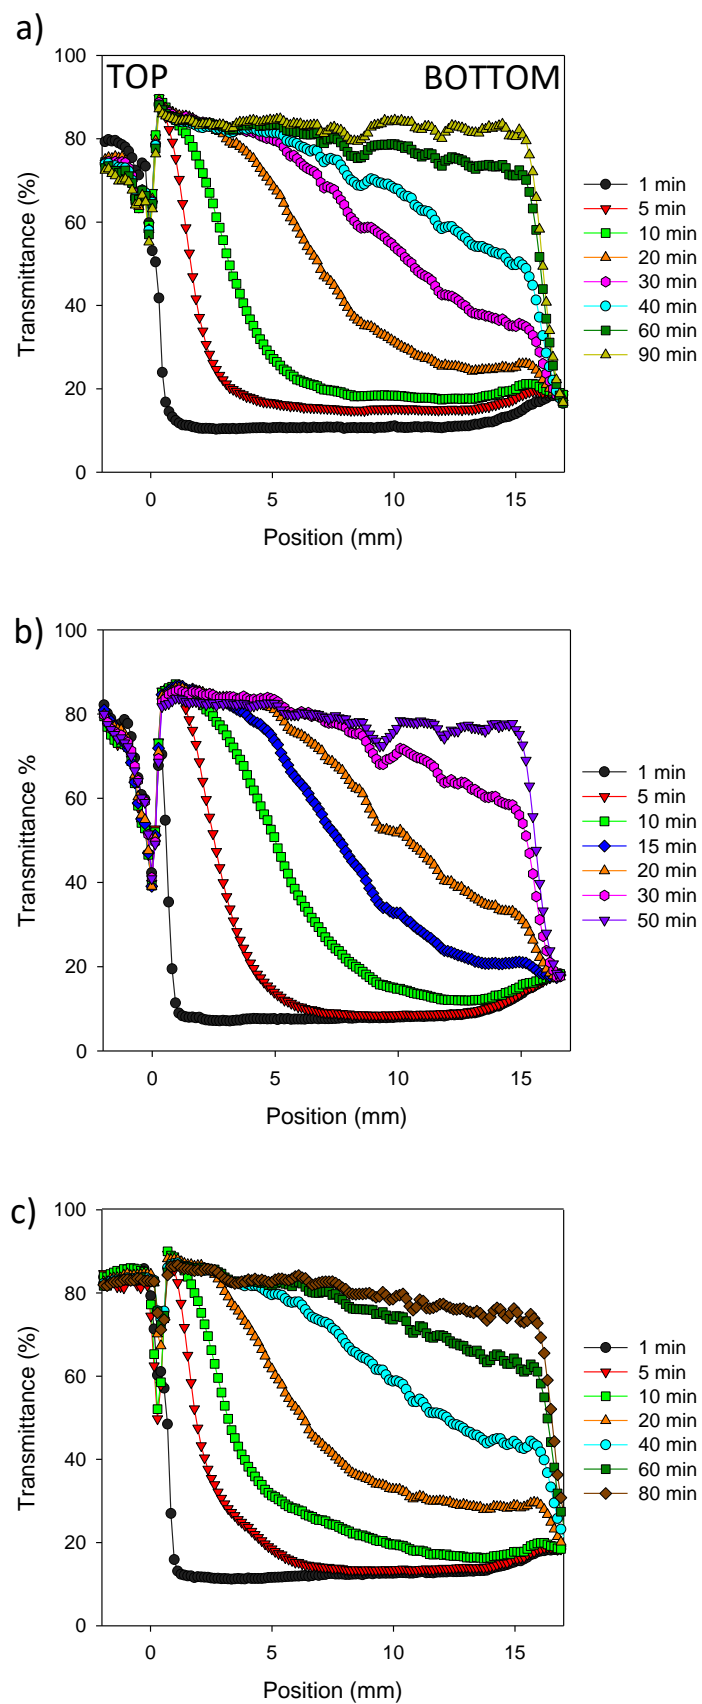 a)
TOP
BOTTOM
100
80
60
40
20
0
Transmittance (%)
0
5
10
15
Position (mm)
1 min
5 min
10 min
20 min
30 min
40 min
60 min
90 min
b)
100
80
60
40
20
0
Transmittance %
0
5
10
15
Position (mm)
1 min
5 min
10 min
15 min
20 min
30 min
50 min
c)
100
80
60
40
20
0
Transmittance (%)
0
5
10
15
Position (mm)
1 min
5 min
10 min
20 min
40 min
60 min
80 min